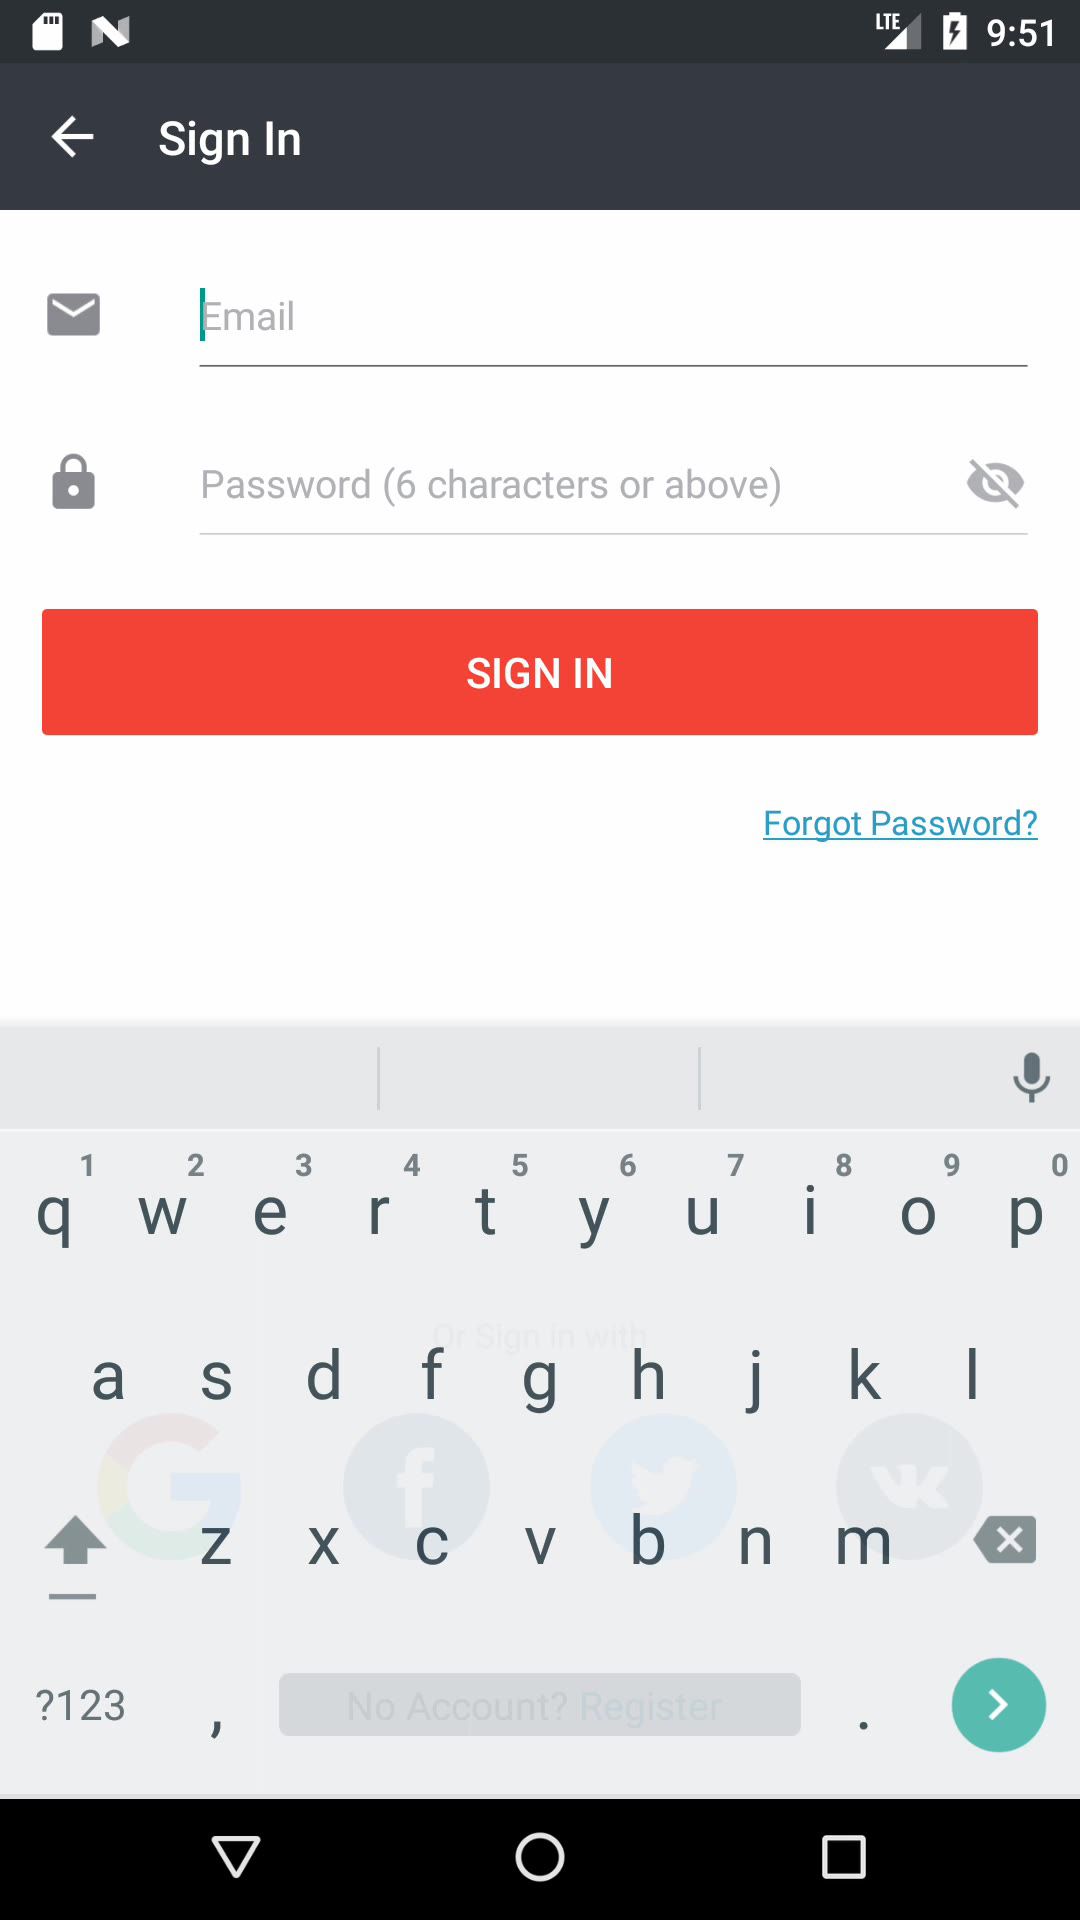 LTE 9:51
Sign In
Email
Password (6 characters or above)
SIGN IN
Forgot Password?
1 2 3 4 5 6 7 8 9 0
q w e r t y u i o p
Or Sign in with
a s d f g h j k l
z x c v b n m
?123 , No Account? Register .